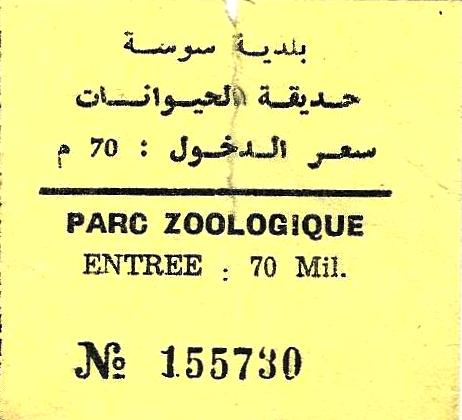 بلدية سوسة
حديقة الحيوانات
سعر الدخول : 70 م
PARC ZOOLOGIQUE
ENTREE : 70 Mil.
№ 155730